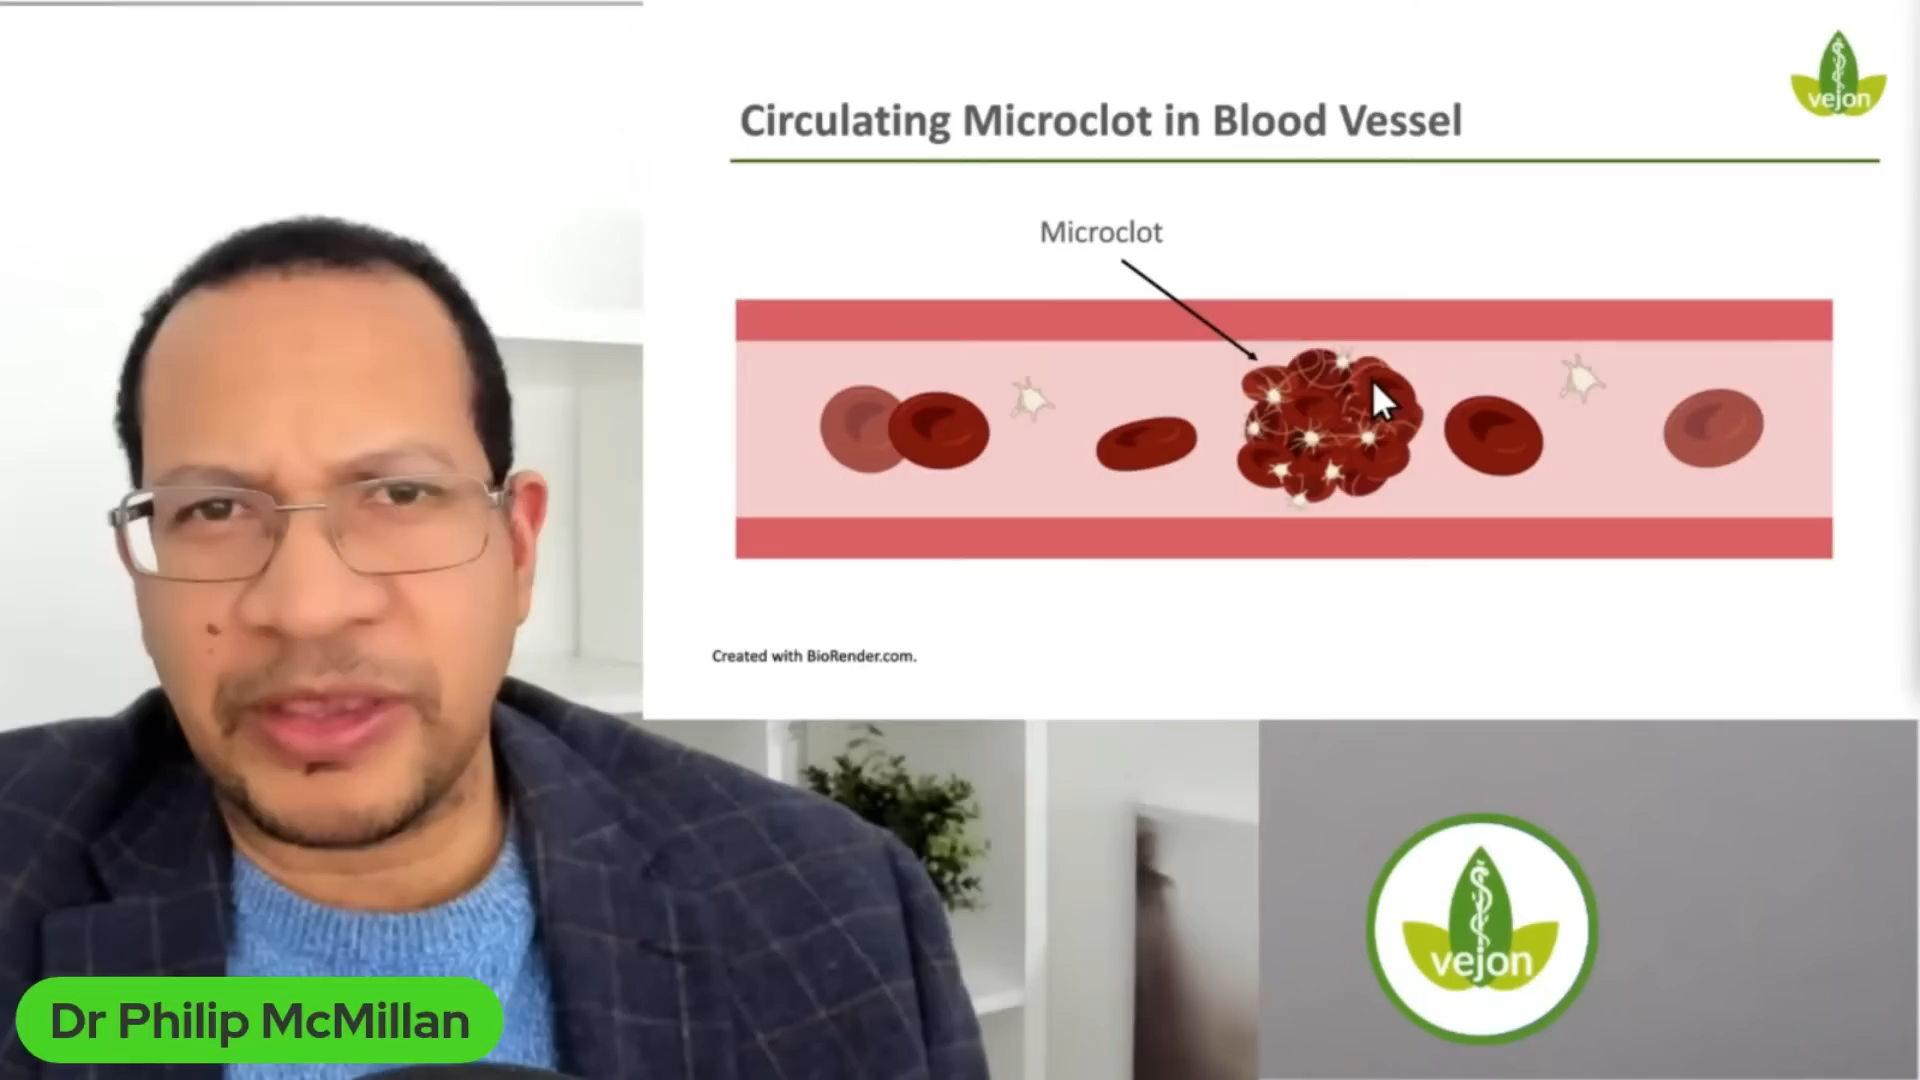 vejon
Circulating Microclot in Blood Vessel
Microclot
Created with BioRender.com.
vejon
Dr Philip McMillan